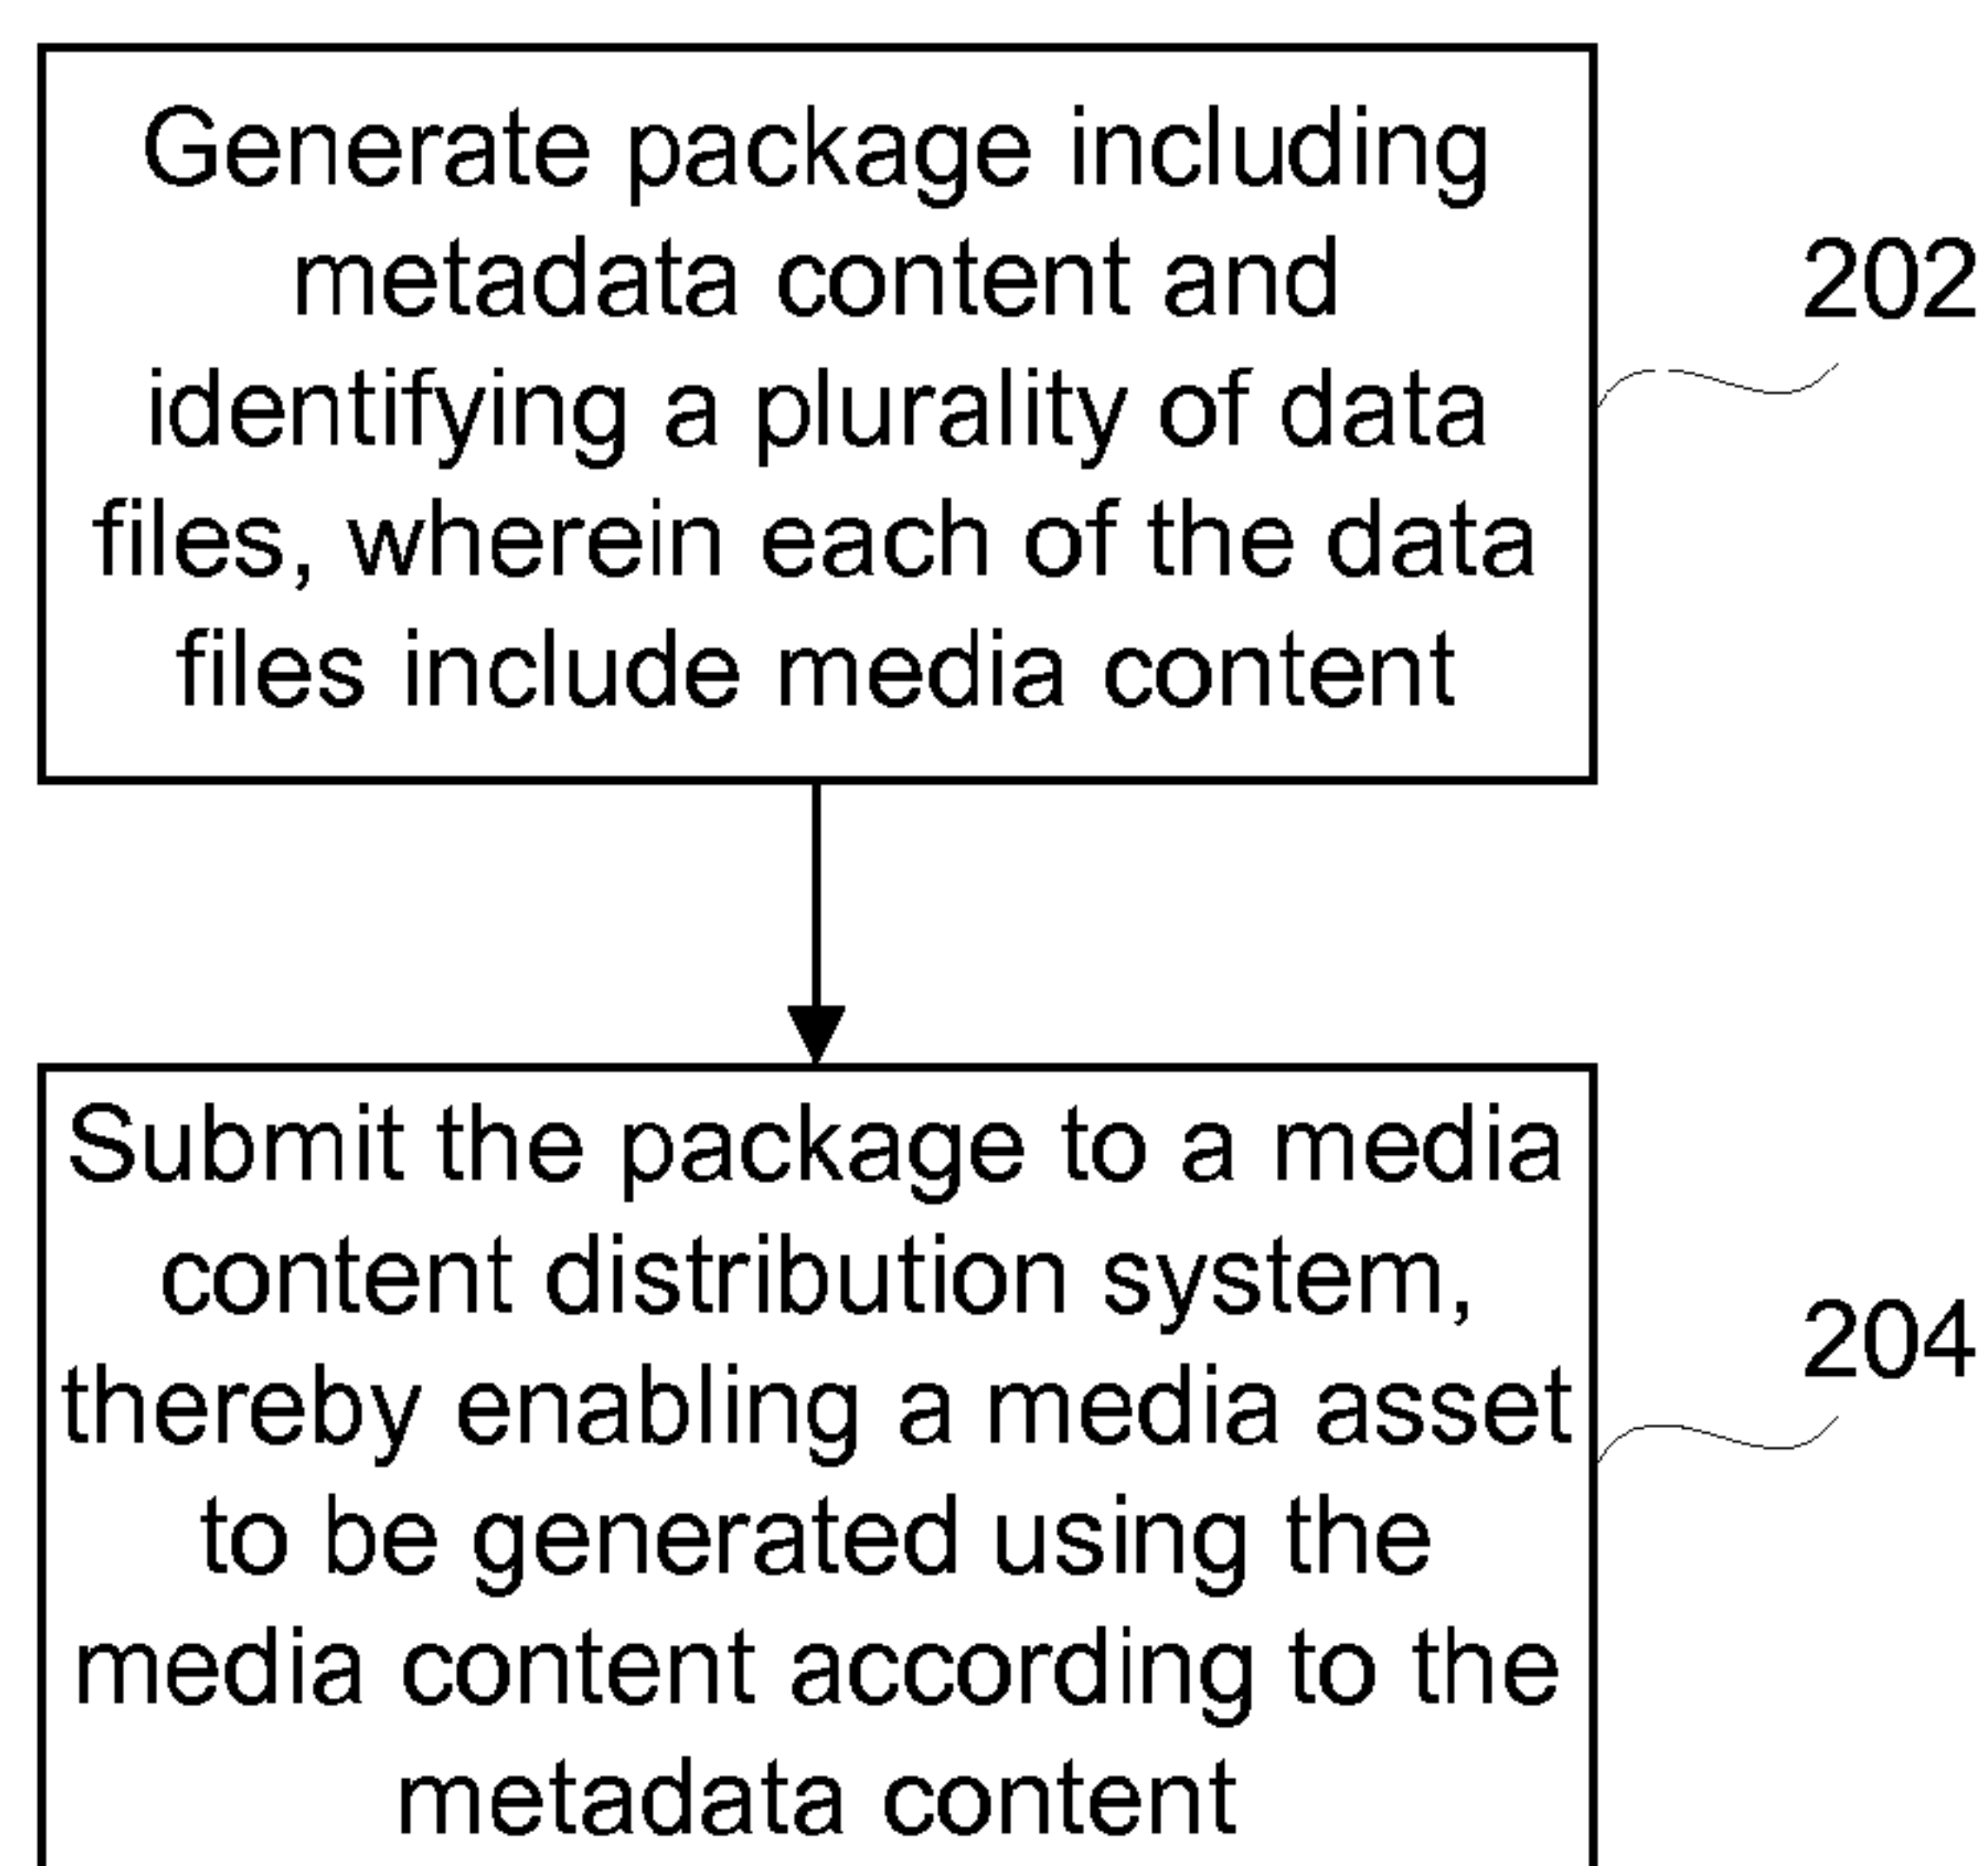 Generate package including
metadata content and
identifying a plurality of data
files, wherein each of the data
files include media content
202
Submit the package to a media
content distribution system,
thereby enabling a media asset
to be generated using the
media content according to the
metadata content
204